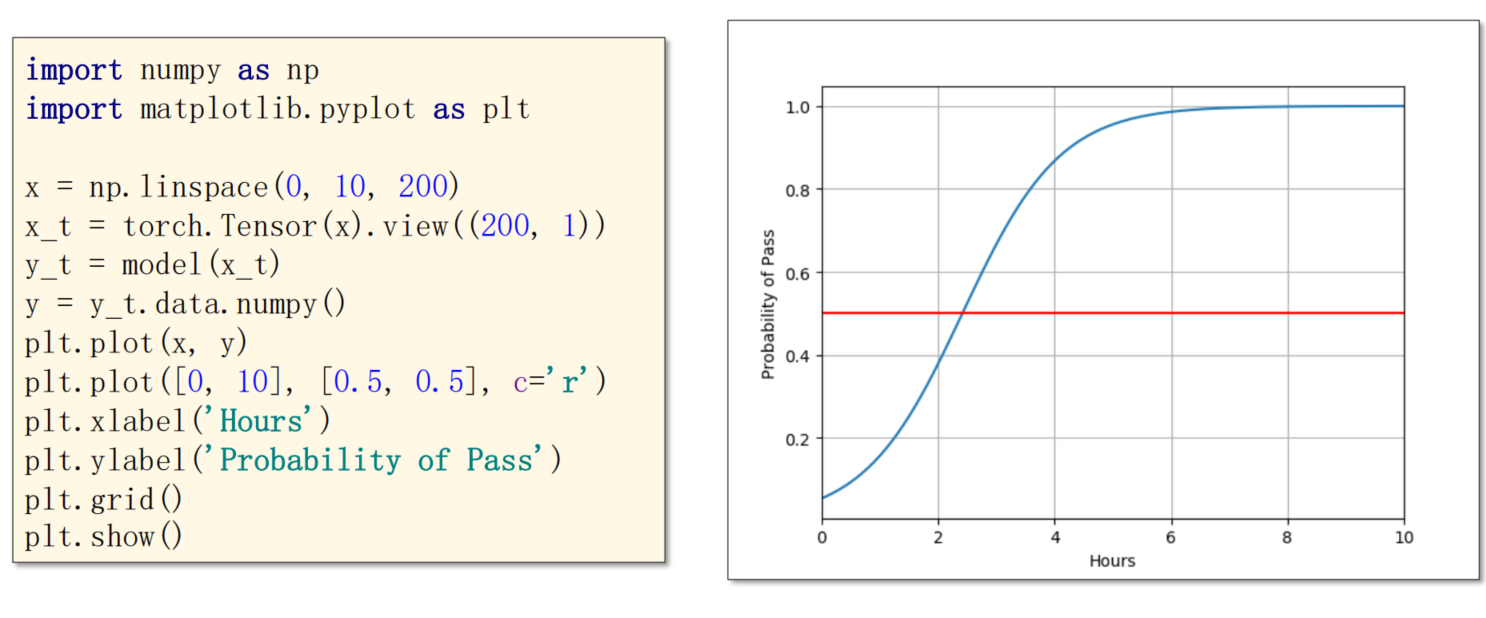 import numpy as np
import matplotlib.pyplot as plt
x = np.linspace(0, 10, 200)
x_t = torch.Tensor(x).view((200, 1))
y_t = model(x_t)
y = y_t.data.numpy()
plt.plot(x, y)
plt.plot([0, 10], [0.5, 0.5], c='r')
plt.xlabel('Hours')
plt.ylabel('Probability of Pass')
plt.grid()
plt.show()
1.0
0.8
0.6
0.4
0.2
Probability of Pass
0 2 4 6 8 10
Hours